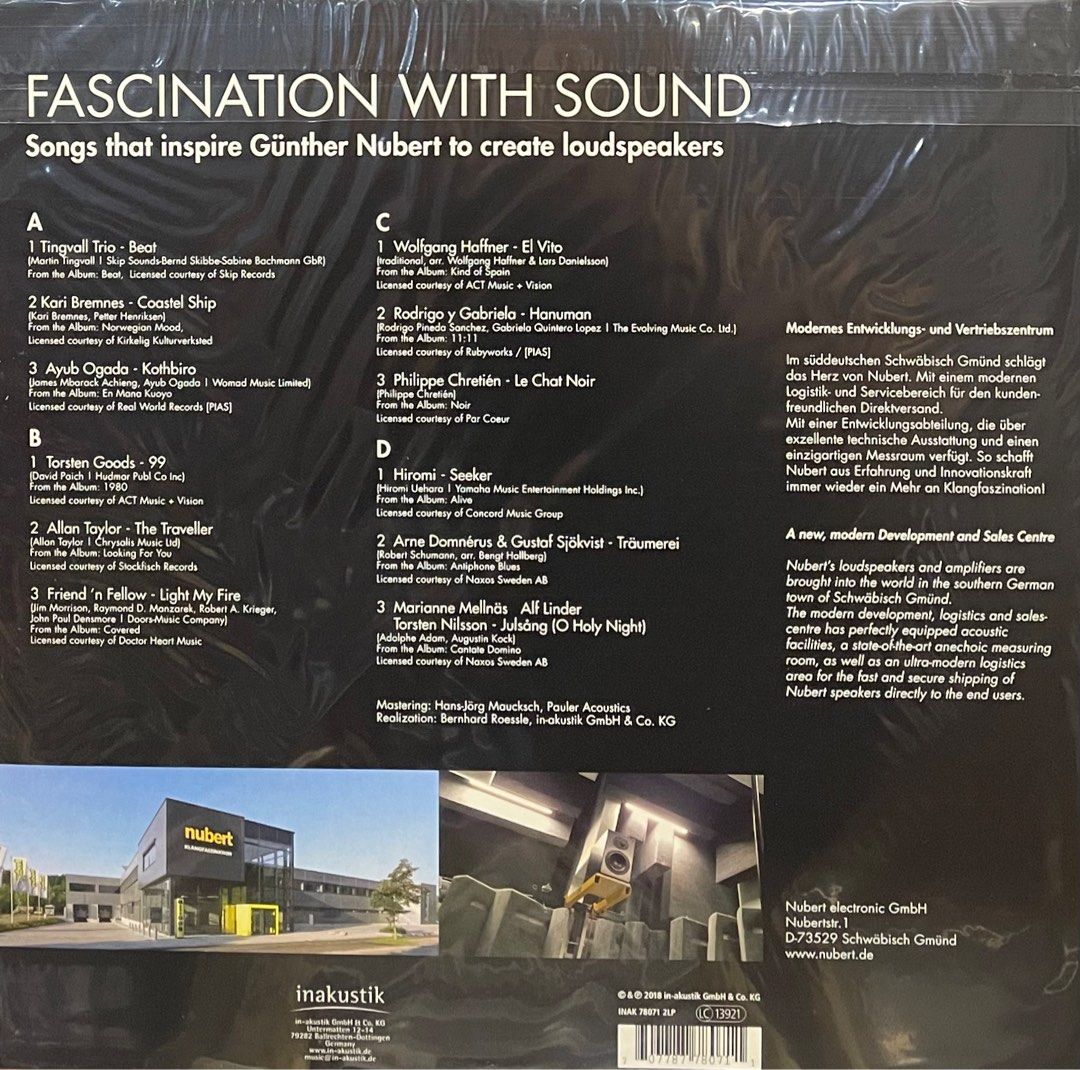 FASCINATION WITH SOUND
Songs that inspire Günther Nubert to create loudspeakers
A
1 Tingvall Trio - Beat
(Martin Tingvall | Skip Sounds-Bernd Skibbe-Sabine Bachmann GbR)
From the Album: Beat, Licensed courtesy of Skip Records
2 Kari Bremnes - Coastel Ship
(Kari Bremnes, Petter Henriksen)
From the Album: Norwegian Mood,
Licensed courtesy of Kirkelig Kulturverksted
3 Ayub Ogada - Kothbiro
(James Mbarack Achieng, Ayub Ogada | Womad Music Limited)
From the Album: En Mana Kuoyo
Licensed courtesy of Real World Records [PIAS]
B
1 Torsten Goods - 99
(David Paich | Hudmar Publ Co Inc)
From the Album: 1980
Licensed courtesy of ACT Music + Vision
2 Allan Taylor - The Traveller
(Allan Taylor | Chrysalis Music Ltd)
From the Album: Looking For You
Licensed courtesy of Stockfisch Records
3 Friend 'n Fellow - Light My Fire
(Jim Morrison, Raymond D. Manzarek, Robert A. Krieger,
John Paul Densmore | Doors-Music Company)
From the Album: Covered
Licensed courtesy of Doctor Heart Music
C
1 Wolfgang Haffner - El Vito
(traditional, arr. Wolfgang Haffner & Lars Danielsson)
From the Album: Kind of Spain
Licensed courtesy of ACT Music + Vision
2 Rodrigo y Gabriela - Hanuman
(Rodrigo Pineda Sanchez, Gabriela Quintero Lopez | The Evolving Music Co. Ltd.)
From the Album: 11:11
Licensed courtesy of Rubyworks / [PIAS]
3 Philippe Chretién - Le Chat Noir
(Philippe Chretién)
From the Album: Noir
Licensed courtesy of Par Coeur
D
1 Hiromi - Seeker
(Hiromi Uehara | Yamaha Music Entertainment Holdings Inc.)
From the Album: Alive
Licensed courtesy of Concord Music Group
2 Arne Domnérus & Gustaf Sjökvist - Träumerei
(Robert Schumann, arr. Bengt Hallberg)
From the Album: Antiphone Blues
Licensed courtesy of Naxos Sweden AB
3 Marianne Mellnäs Alf Linder
Torsten Nilsson - Julsång (O Holy Night)
(Adolphe Adam, Augustin Kock)
From the Album: Cantate Domino
Licensed courtesy of Naxos Sweden AB
Mastering: Hans-Jörg Maucksch, Pauler Acoustics
Realization: Bernhard Roessle, in-akustik GmbH & Co. KG
Modernes Entwicklungs- und Vertriebszentrum
Im süddeutschen Schwäbisch Gmünd schlägt
das Herz von Nubert. Mit einem modernen
Logistik- und Servicebereich für den kunden-
freundlichen Direktversand.
Mit einer Entwicklungsabteilung, die über
exzellente technische Ausstattung und einen
einzigartigen Messraum verfügt. So schafft
Nubert aus Erfahrung und Innovationskraft
immer wieder ein Mehr an Klangfaszination!
A new, modern Development and Sales Centre
Nubert's loudspeakers and amplifiers are
brought into the world in the southern German
town of Schwäbisch Gmünd.
The modern development, logistics and sales-
centre has perfectly equipped acoustic
facilities, a state-of-the-art anechoic measuring
room, as well as an ultra-modern logistics
area for the fast and secure shipping of
Nubert speakers directly to the end users.
nubert
KLANGFASZINATION
Nubert electronic GmbH
Nubertstr.1
D-73529 Schwäbisch Gmünd
www.nubert.de
inakustik
in-akustik GmbH & Co. KG
Untermatten 12-14
79282 Ballrechten-Dottingen
Germany
www.in-akustik.de
music@in-akustik.de
© & ℗ 2018 in-akustik GmbH & Co. KG
INAK 78071 2LP LC 13921
7 07787 78071 1